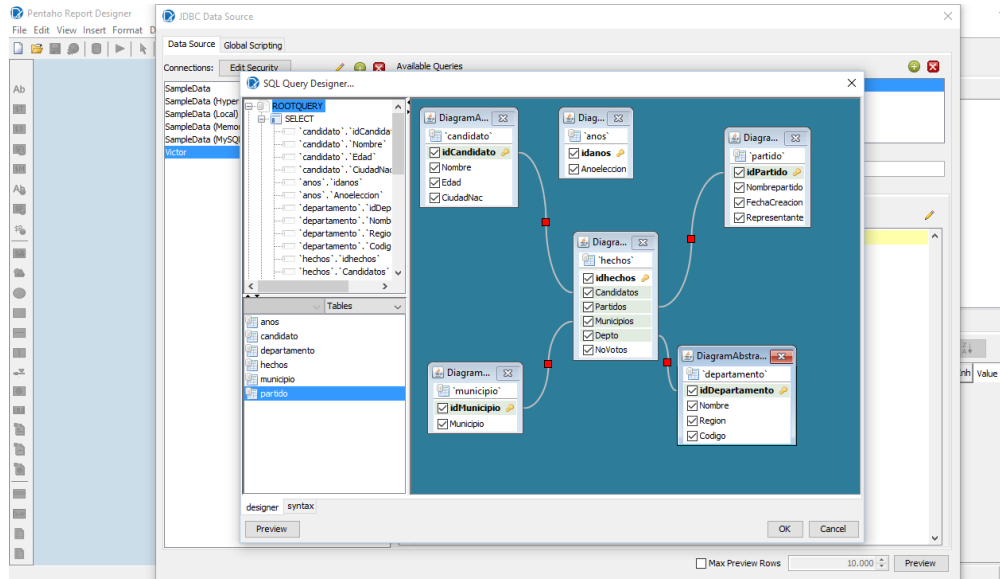 Pentaho Report Designer
File Edit View Insert Format D
JDBC Data Source
Data Source Global Scripting
Connections: Edit Security Available Queries
SampleData
SampleData (Hyper
SampleData (Local)
SampleData (Memor
SampleData (MySQL
Victor
SQL Query Designer...
ROOTQUERY
SELECT
`candidato`.`idCandida
`candidato`.`Nombre`
`candidato`.`Edad`
`candidato`.`CiudadNac
`anos`.`idanos`
`anos`.`Anoeleccion`
`departamento`.`idDep
`departamento`.`Nomb
`departamento`.`Regio
`departamento`.`Codig
`hechos`.`idhechos`
`hechos`.`Candidatos`
Tables
anos
candidato
departamento
hechos
municipio
partido
DiagramA...
`candidato`
idCandidato
Nombre
Edad
CiudadNac
Diag...
`anos`
idanos
Anoeleccion
Diagra...
`partido`
idPartido
Nombrepartido
FechaCreacion
Representante
Diagra...
`hechos`
idhechos
Candidatos
Partidos
Municipios
Depto
NoVotos
Diagram...
`municipio`
idMunicipio
Municipio
DiagramAbstra...
`departamento`
idDepartamento
Nombre
Region
Codigo
designer syntax
Preview OK Cancel
Max Preview Rows 10.000 Preview
Ab
Ab
nh Value